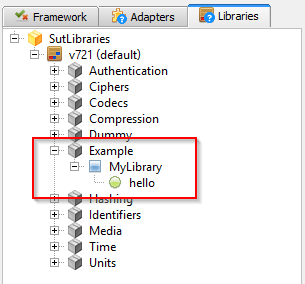 Framework Adapters Libraries
SutLibraries
v721 (default)
Authentication
Ciphers
Codecs
Compression
Dummy
Example
MyLibrary
hello
Hashing
Identifiers
Media
Time
Units